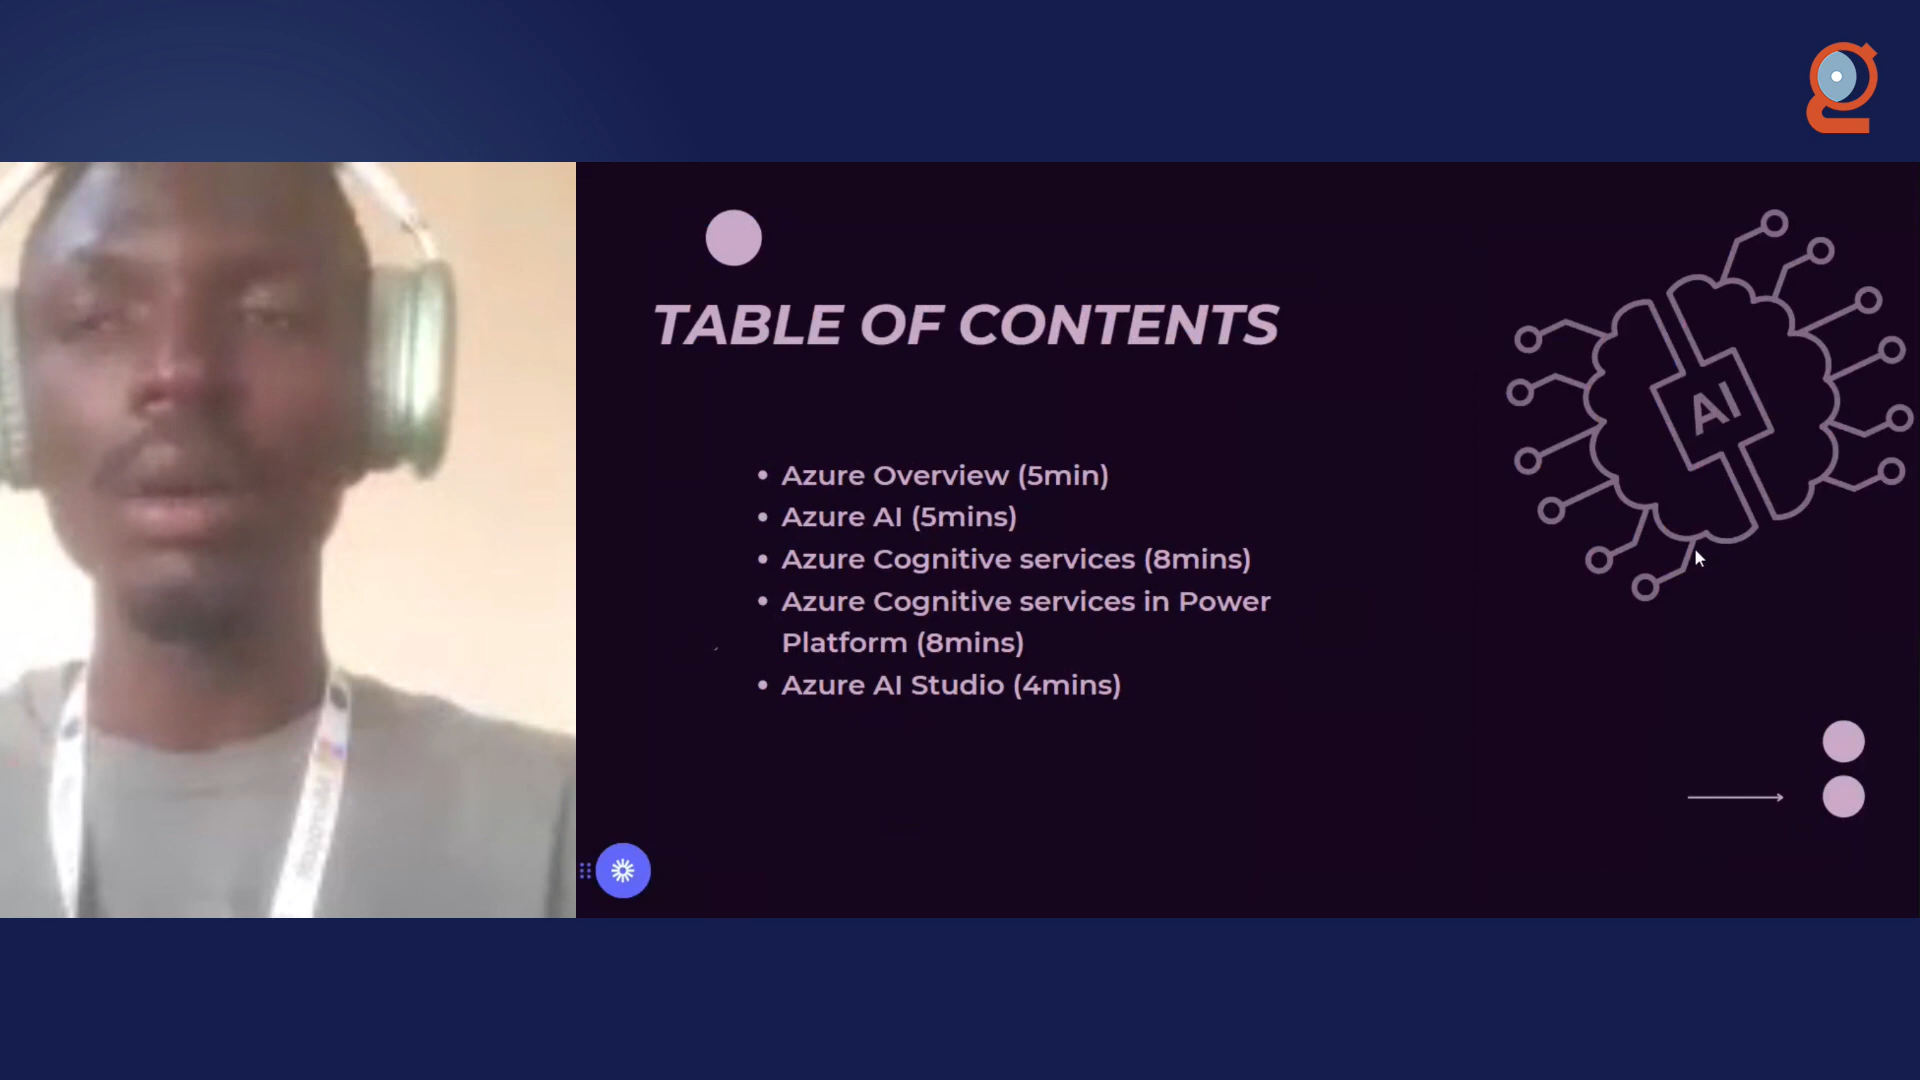 TABLE OF CONTENTS
AI
• Azure Overview (5min)
• Azure AI (5mins)
• Azure Cognitive services (8mins)
• Azure Cognitive services in Power
Platform (8mins)
• Azure AI Studio (4mins)